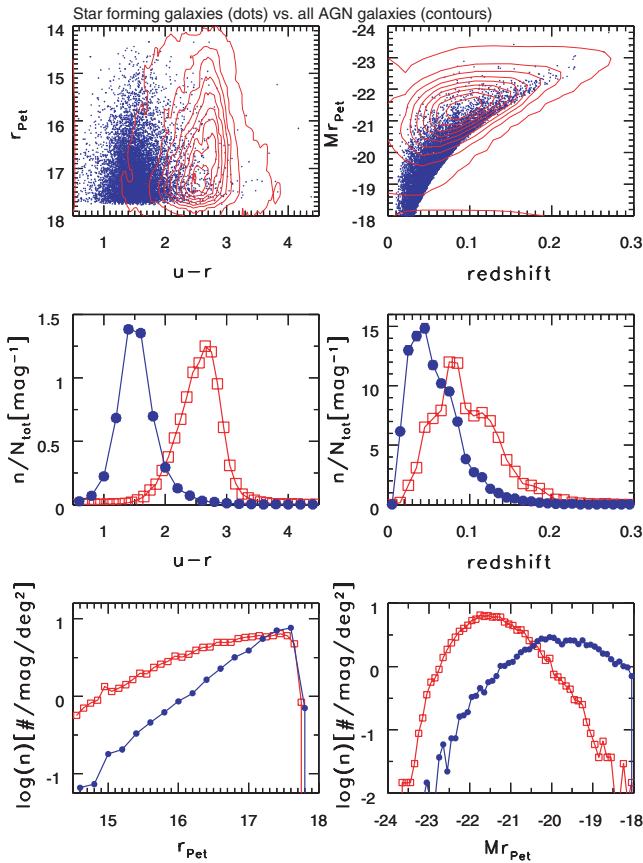 Star forming galaxies (dots) vs. all AGN galaxies (contours)
14
15
16
17
18
r_Pet
1 2 3 4
u−r
-24
-23
-22
-21
-20
-19
-18
Mr_Pet
0 0.1 0.2 0.3
redshift
1.5
1
0.5
0
n/N_tot[mag⁻¹]
1 2 3 4
u−r
15
10
5
0
n/N_tot[mag⁻¹]
0 0.1 0.2 0.3
redshift
1
0
-1
log(n)[#/mag/deg²]
15 16 17 18
r_Pet
1
0
-1
-2
log(n)[#/mag/deg²]
-24 -23 -22 -21 -20 -19 -18
Mr_Pet